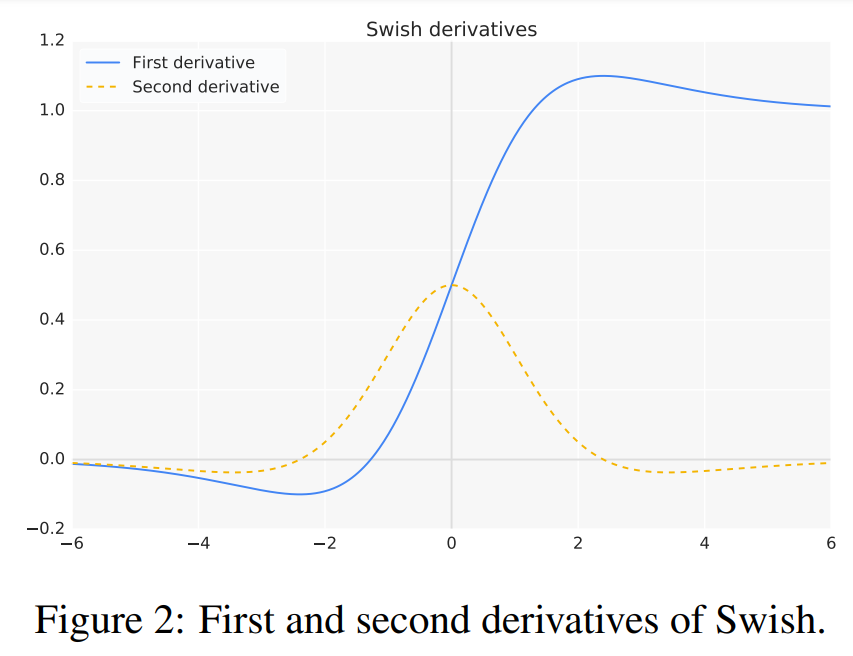 Swish derivatives
1.2
First derivative
Second derivative
1.0
0.8
0.6
0.4
0.2
0.0
−0.2
−6 −4 −2 0 2 4 6
Figure 2: First and second derivatives of Swish.